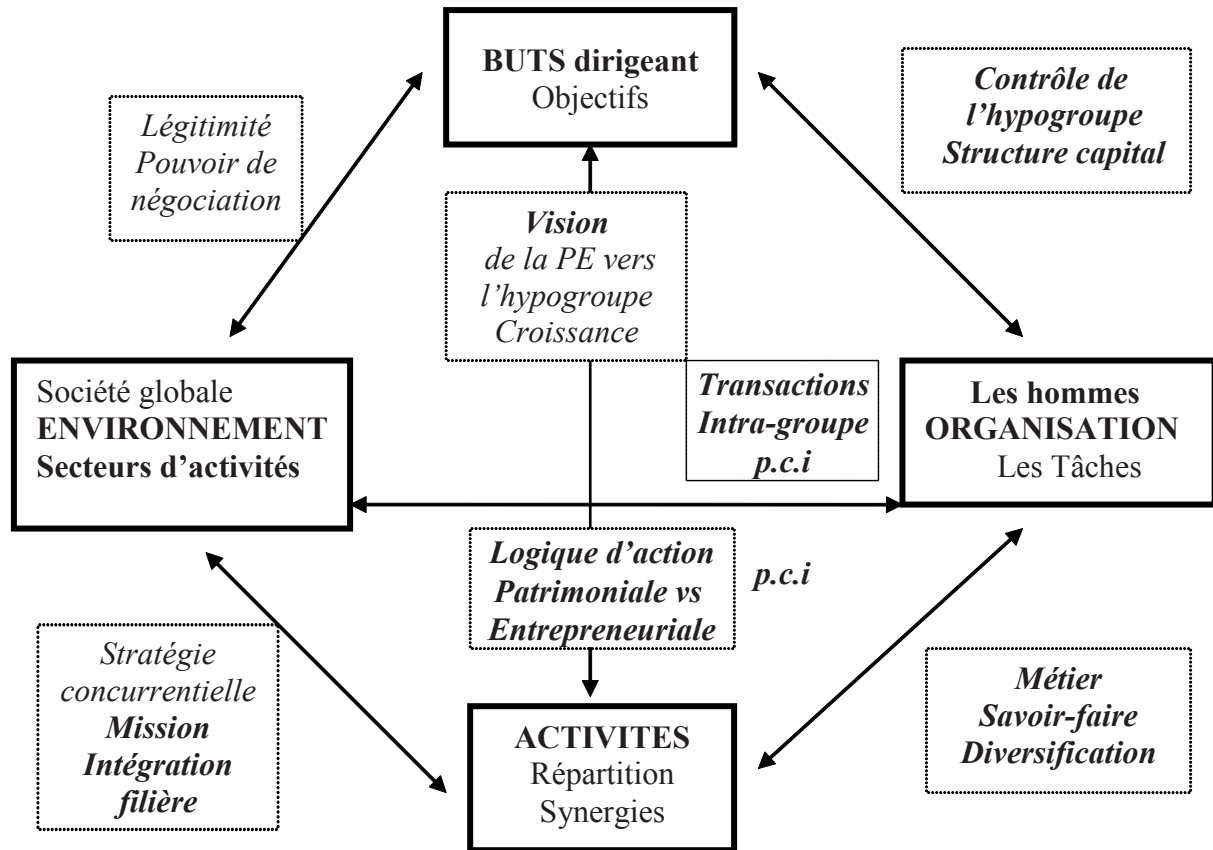 BUTS dirigeant
Objectifs
Légitimité
Pouvoir de
négociation
Contrôle de
l’hypogroupe
Structure capital
Vision
de la PE vers
l’hypogroupe
Croissance
Société globale
ENVIRONNEMENT
Secteurs d’activités
Transactions
Intra-groupe
p.c.i
Les hommes
ORGANISATION
Les Tâches
Logique d’action
Patrimoniale vs
Entrepreneuriale
p.c.i
Stratégie
concurrentielle
Mission
Intégration
filière
ACTIVITES
Répartition
Synergies
Métier
Savoir-faire
Diversification